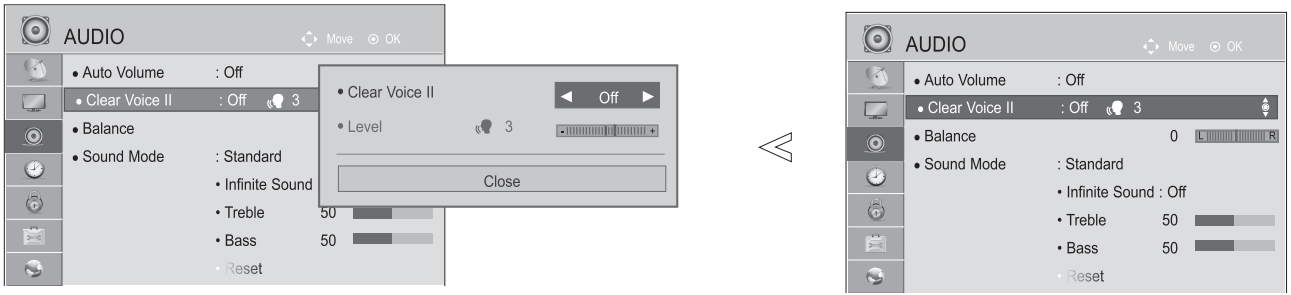 AUDIO Move OK
• Auto Volume : Off
• Clear Voice II : Off 3
• Balance
• Sound Mode : Standard
• Infinite Sound
• Treble 50
• Bass 50
• Reset
• Clear Voice II ◀ Off ▶
• Level 3 - +
Close
AUDIO Move OK
• Auto Volume : Off
• Clear Voice II : Off 3
• Balance 0 L R
• Sound Mode : Standard
• Infinite Sound : Off
• Treble 50
• Bass 50
• Reset